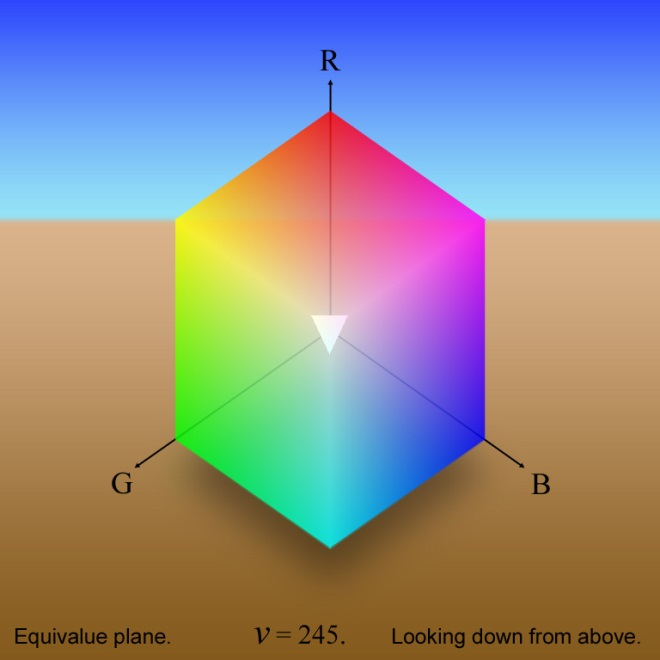 R
G
B
Equivalue plane. v = 245. Looking down from above.